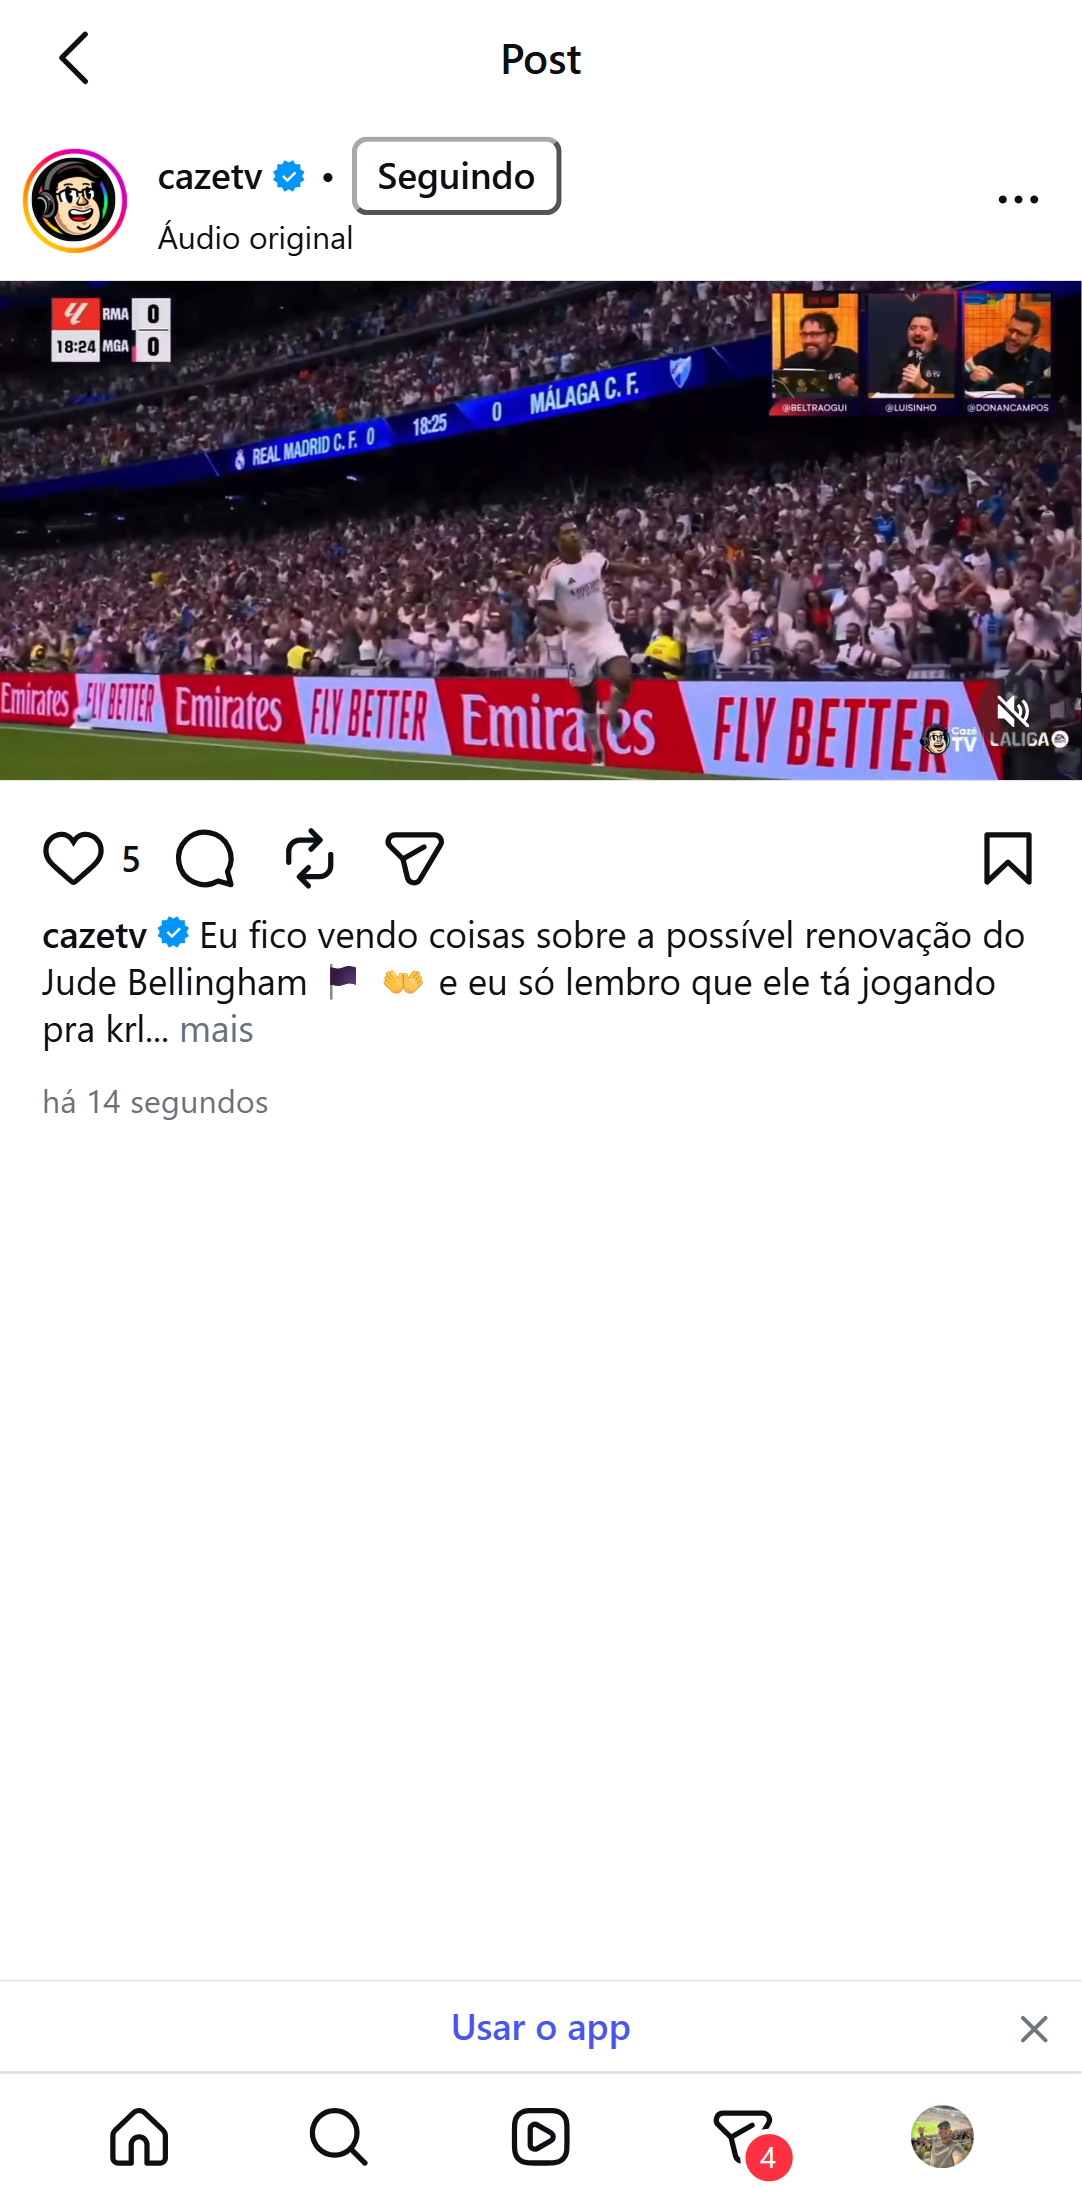 Post
cazetv • Seguindo
Áudio original
RMA 0
18:24 MGA 0
REAL MADRID C. F. 0 18:25 0 MÁLAGA C. F.
@BELTRAOGUI @LUISINHO @DONANCAMPOS
Emirates FLY BETTER Emirates FLY BETTER Emirates FLY BETTER
Cazé
TV
LALIGA
5
cazetv Eu fico vendo coisas sobre a possível renovação do
Jude Bellingham 🏴 👐 e eu só lembro que ele tá jogando
pra krl... mais
há 14 segundos
Usar o app
4